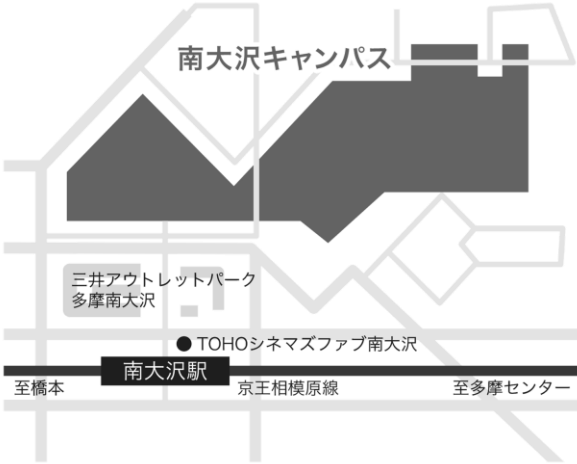 南大沢キャンパス
三井アウトレットパーク
多摩南大沢
TOHOシネマズファブ南大沢
南大沢駅
至橋本
京王相模原線
至多摩センター